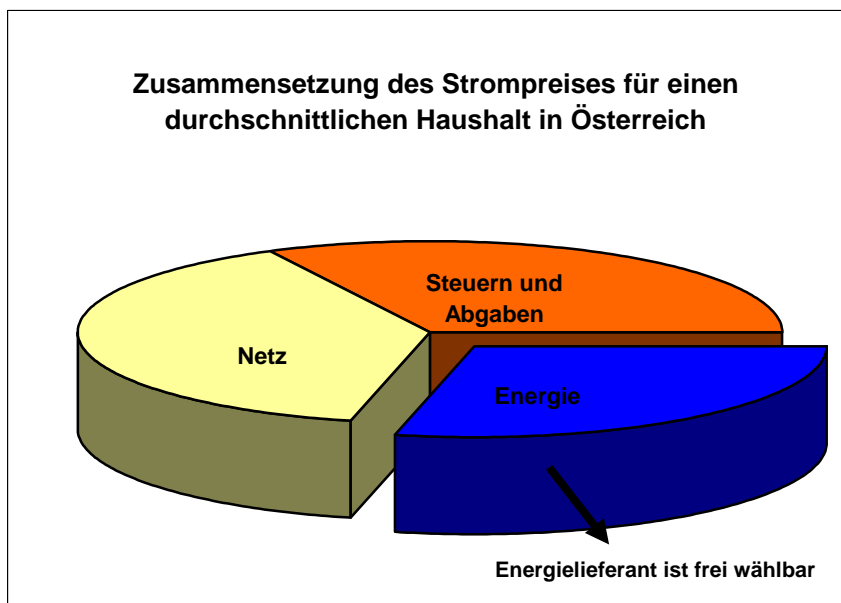 Zusammensetzung des Strompreises für einen
durchschnittlichen Haushalt in Österreich
Steuern und
Abgaben
Netz
Energie
Energielieferant ist frei wählbar